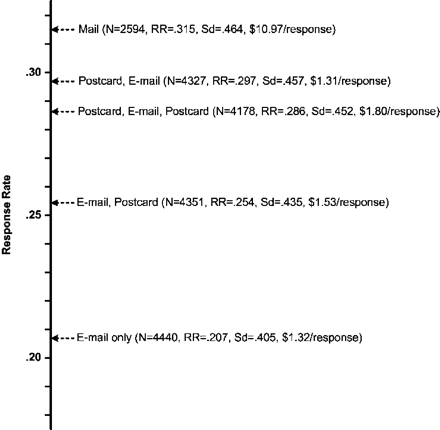 Mail (N=2594, RR=.315, Sd=.464, $10.97/response)
.30
Postcard, E-mail (N=4327, RR=.297, Sd=.457, $1.31/response)
Postcard, E-mail, Postcard (N=4178, RR=.286, Sd=.452, $1.80/response)
Response Rate
.25
E-mail, Postcard (N=4351, RR=.254, Sd=.435, $1.53/response)
E-mail only (N=4440, RR=.207, Sd=.405, $1.32/response)
.20